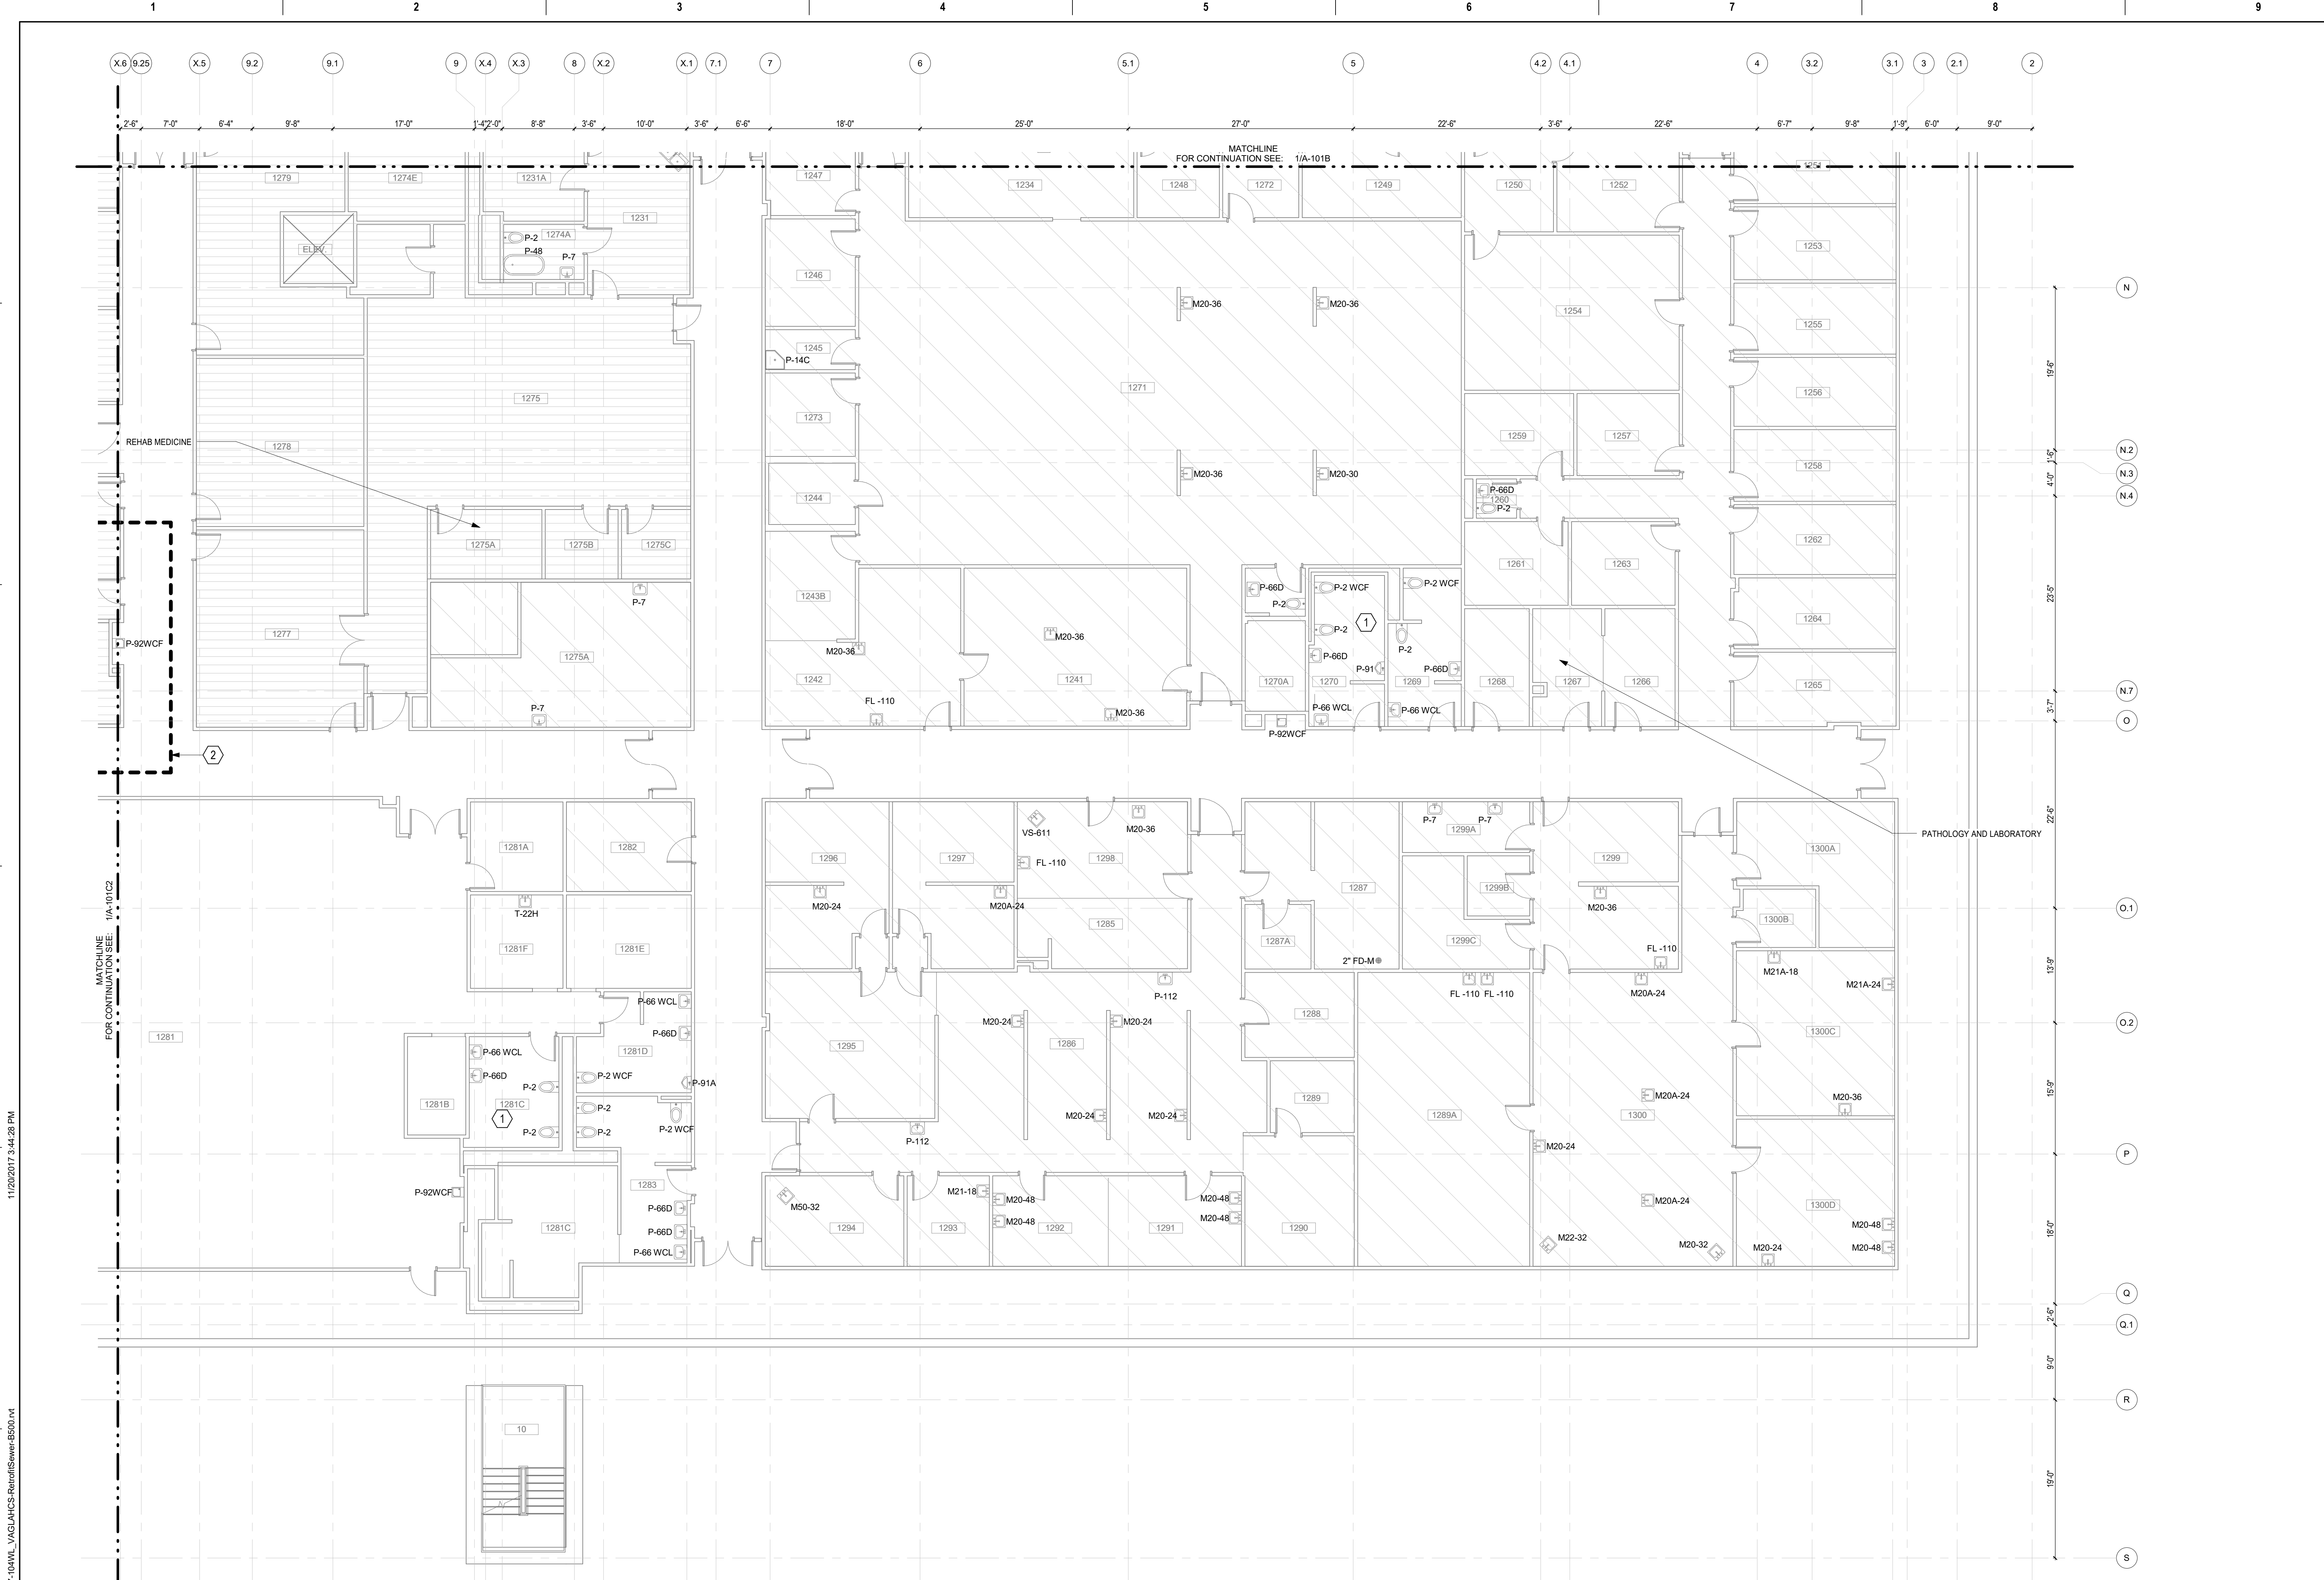 1 2 3 4 5 6 7 8 9
X.6 9.25 X.5 9.2 9.1 9 X.4 X.3 8 X.2 X.1 7.1 7 6 5.1 5 4.2 4.1 4 3.2 3.1 3 2.1 2
2'-6" 7'-0" 6'-4" 9'-8" 17'-0" 1'-4" 2'-0" 8'-8" 3'-6" 10'-0" 3'-6" 6'-6" 18'-0" 25'-0" 27'-0" 22'-6" 3'-6" 22'-6" 6'-7" 9'-8" 1'-9" 6'-0" 9'-0"
MATCHLINE
FOR CONTINUATION SEE: 1/A-101B
1279 1274E 1231A 1247 1234 1248 1272 1249 1250 1252 1251
1231
1274A
P-2
P-48
P-7
ELEV.
1246
1253
N
M20-36 M20-36
1254
1255
1245
P-14C
19'-6"
1275
1271
1256
1273
REHAB MEDICINE
1278
1259 1257
N.2
1'-6"
1258
M20-36 M20-30
N.3
4'-0"
1244
P-66D
1260
P-2
N.4
1275A 1275B 1275C
1262
1261 1263
P-7
1243B
P-66D
P-2
P-2 WCF
P-2 WCF
23'-5"
1264
1277
P-92WCF
P-2
1
M20-36
M20-36
P-2
1275A
P-66D
P-91
P-66D
1242 1241
1270A 1270 1269 1268 1267 1266
1265
N.7
FL -110
M20-36
P-7
P-66 WCL
P-66 WCL
3'-7"
O
P-92WCF
2
22'-6"
VS-611
M20-36
P-7 P-7
PATHOLOGY AND LABORATORY
1281A 1282
1296 1297 1298
FL -110
1299A
1299
1300A
1287
1299B
M20-24 M20A-24
M20-36
T-22H
O.1
1281F 1281E
1285
1287A
1299C
1300B
FL -110
2" FD-M
M21A-18
13'-9"
MATCHLINE
FOR CONTINUATION SEE: 1/A-101C2
P-112
FL -110 FL -110
M20A-24
M21A-24
P-66 WCL
1288
M20-24 M20-24
O.2
P-66D
1300C
1281
1295 1286
1281D
P-66 WCL
P-66D
P-2 WCF
P-91A
P-2
15'-9"
M20A-24
M20-36
1289
1281B 1281C
P-2
1
M20-24 M20-24
1289A
1300
P-2 P-2
P-2 WCF
P-112
M20-24
P
1283
P-92WCF
M21-18
M20-48
M20-48
M20A-24
M50-32
P-66D
1300D
M20-48
M20-48
1281C
1294 1293 1292 1291 1290
M20-48
P-66D
M22-32
M20-32
M20-24
M20-48
P-66 WCL
18'-0"
Q
2'-6"
Q.1
9'-0"
R
10
19'-0"
S
11/20/2017 3:44:28 PM
-104WL_VAGLAHCS-RetrofitSewer-B500.rvt